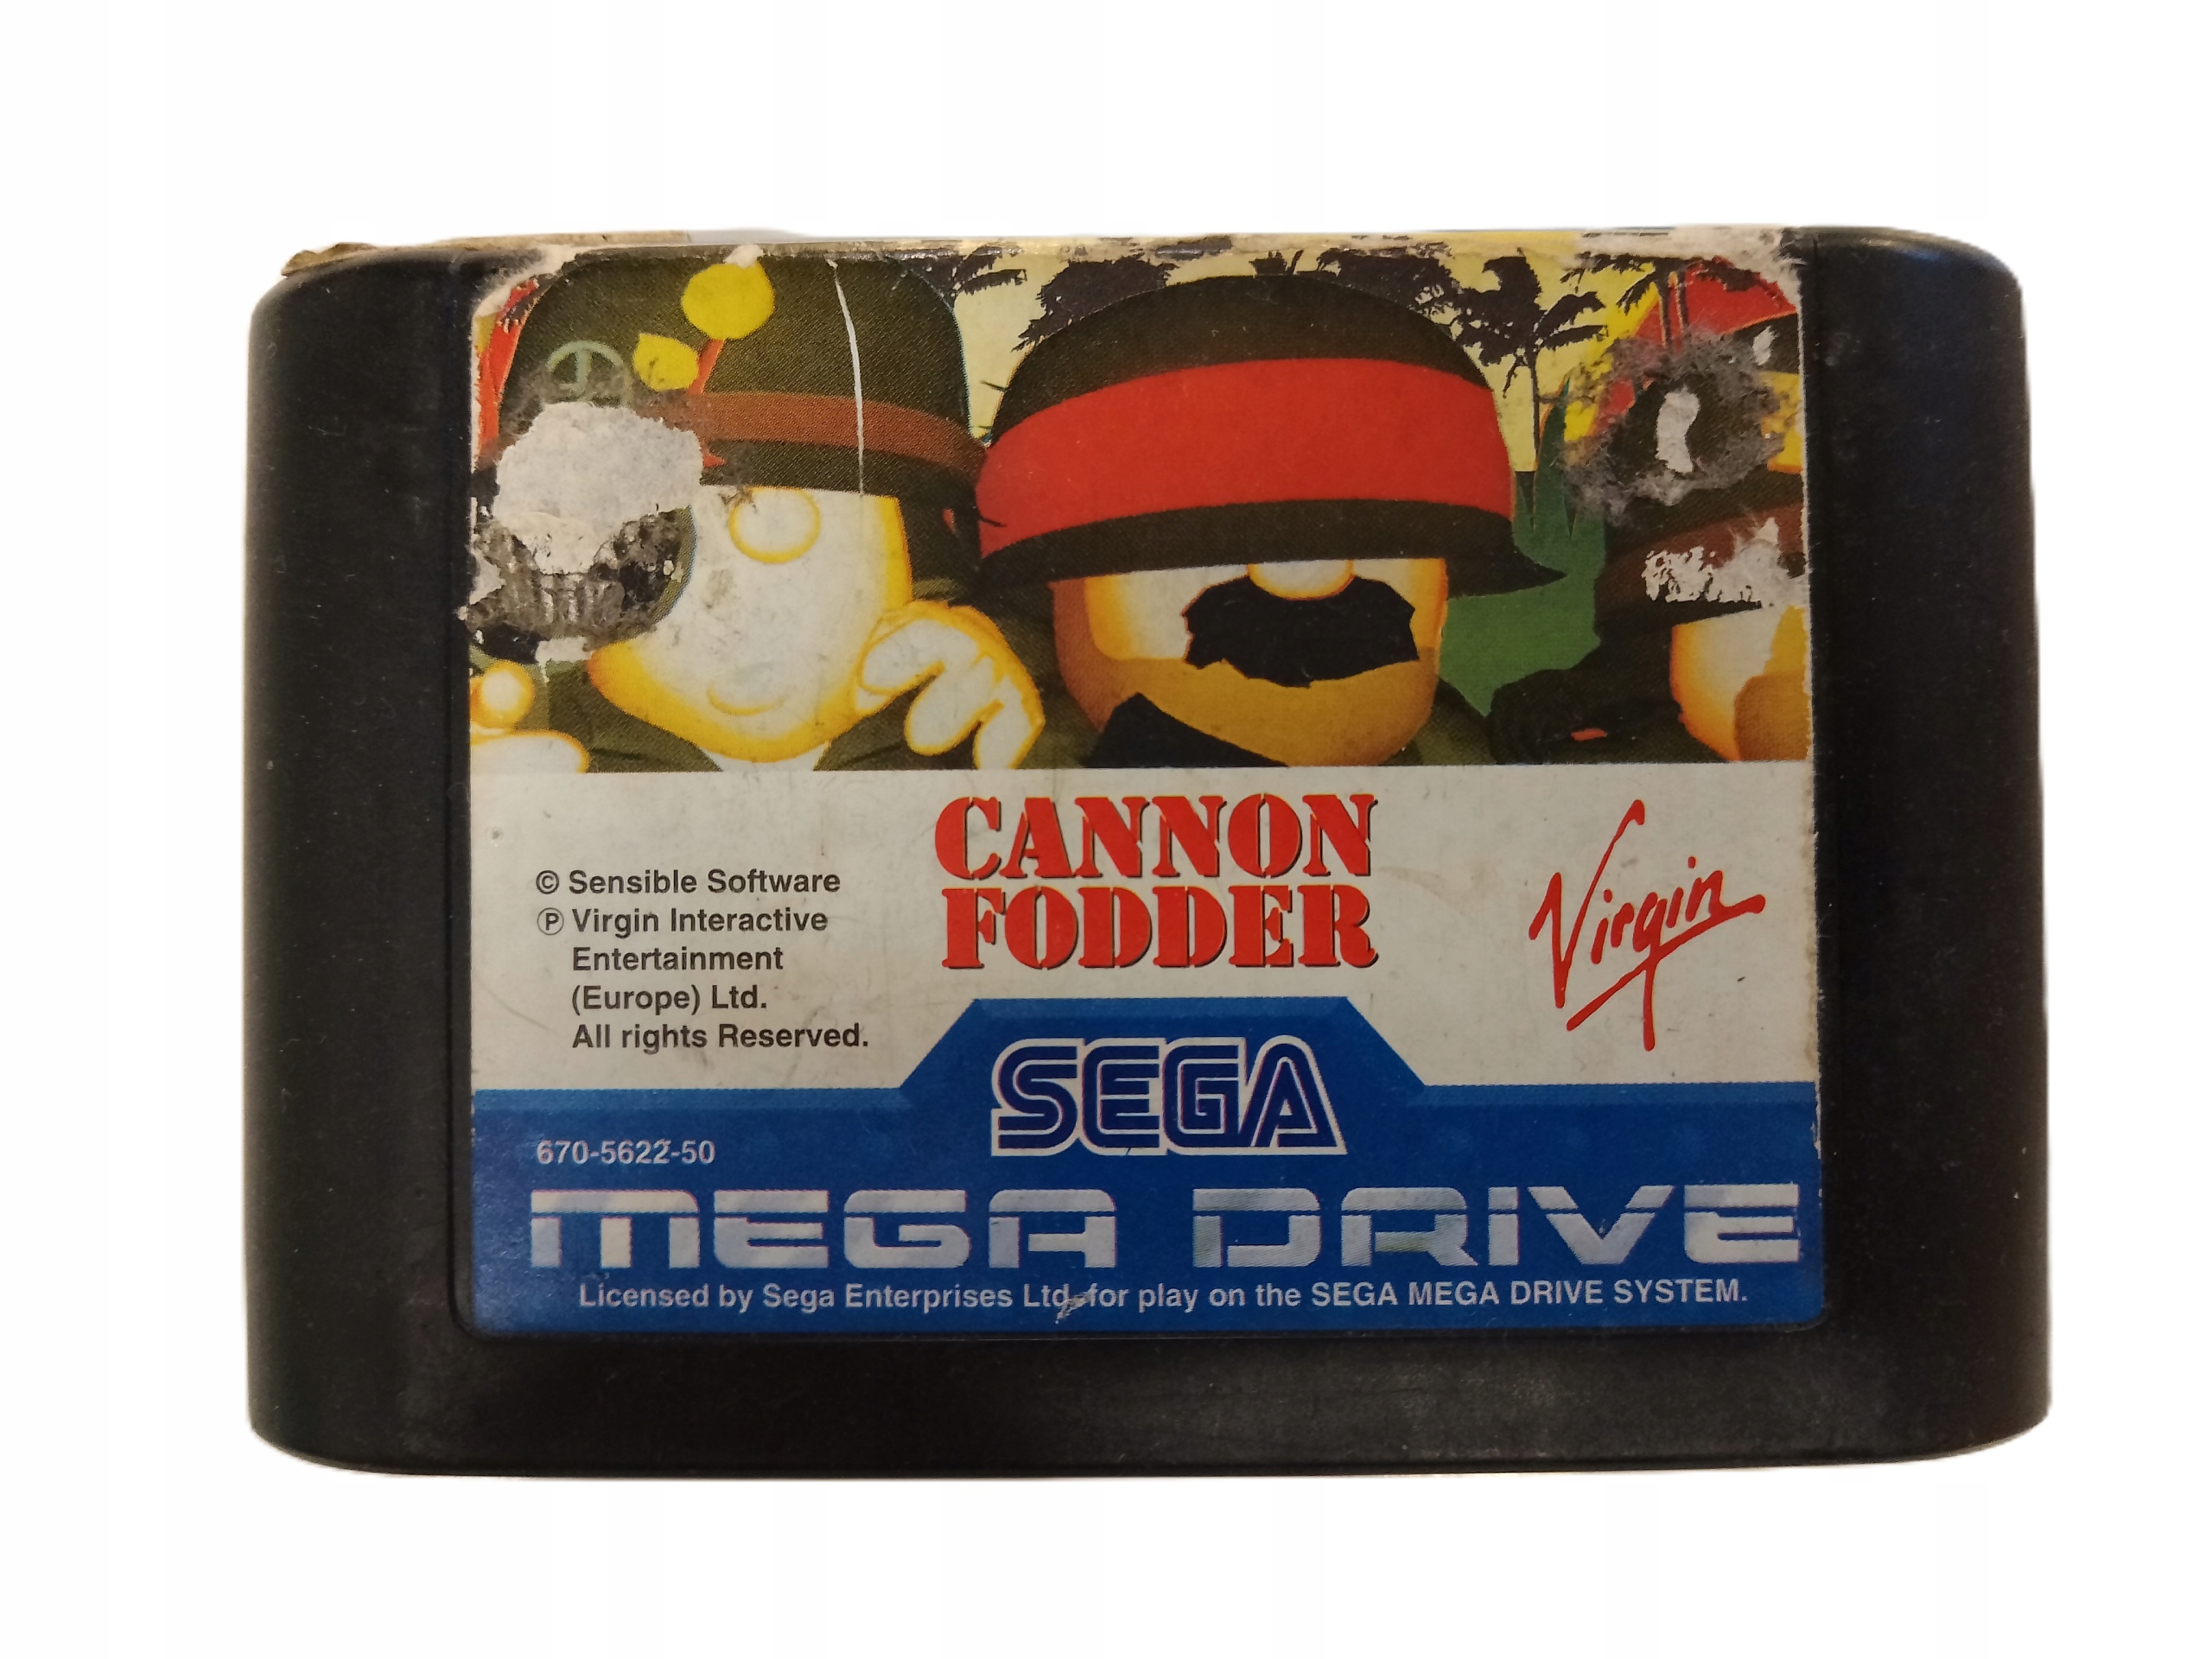 CANNON
FODDER
© Sensible Software
Ⓟ Virgin Interactive
Entertainment
(Europe) Ltd.
All rights Reserved.
Virgin
SEGA
670-5622-50
MEGA DRIVE
Licensed by Sega Enterprises Ltd. for play on the SEGA MEGA DRIVE SYSTEM.